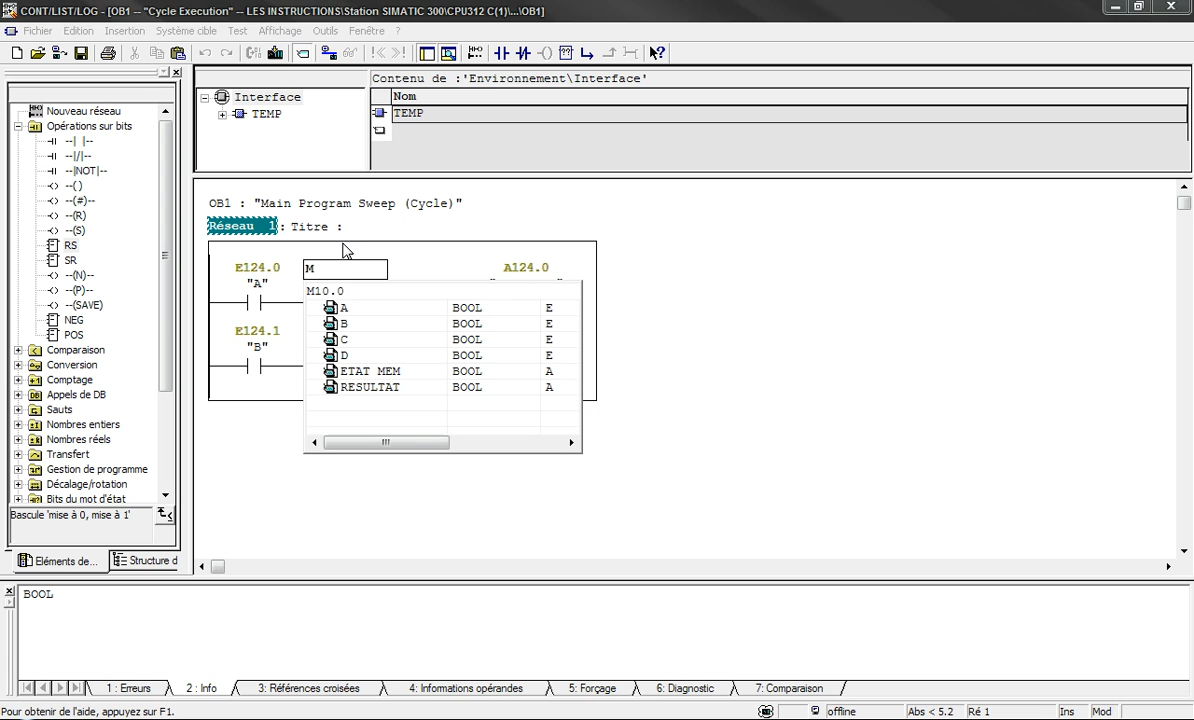 CONT/LIST/LOG - [OB1 -- "Cycle Execution" -- LES INSTRUCTIONS\Station SIMATIC 300\CPU312 C(1)\...\OB1]
Fichier Edition Insertion Système cible Test Affichage Outils Fenêtre ?
Contenu de :'Environnement\Interface'
Interface
TEMP
Nom
TEMP
Nouveau réseau
Opérations sur bits
--| |--
--|/|--
--|NOT|--
--( )
--(#)--
--(R)
--(S)
RS
SR
--(N)--
--(P)--
--(SAVE)
NEG
POS
Comparaison
Conversion
Comptage
Appels de DB
Sauts
Nombres entiers
Nombres réels
Transfert
Gestion de programme
Décalage/rotation
Bits du mot d'état
Bascule 'mise à 0, mise à 1'
Eléments de... Structure d
OB1 : "Main Program Sweep (Cycle)"
Réseau 1: Titre :
E124.0
"A"
M
A124.0
E124.1
"B"
M10.0
A BOOL E
B BOOL E
C BOOL E
D BOOL E
ETAT MEM BOOL A
RESULTAT BOOL A
BOOL
1 : Erreurs 2 : Info 3: Références croisées 4: Informations opérandes 5: Forçage 6: Diagnostic 7: Comparaison
Pour obtenir de l'aide, appuyez sur F1. offline Abs < 5.2 Ré 1 Ins Mod